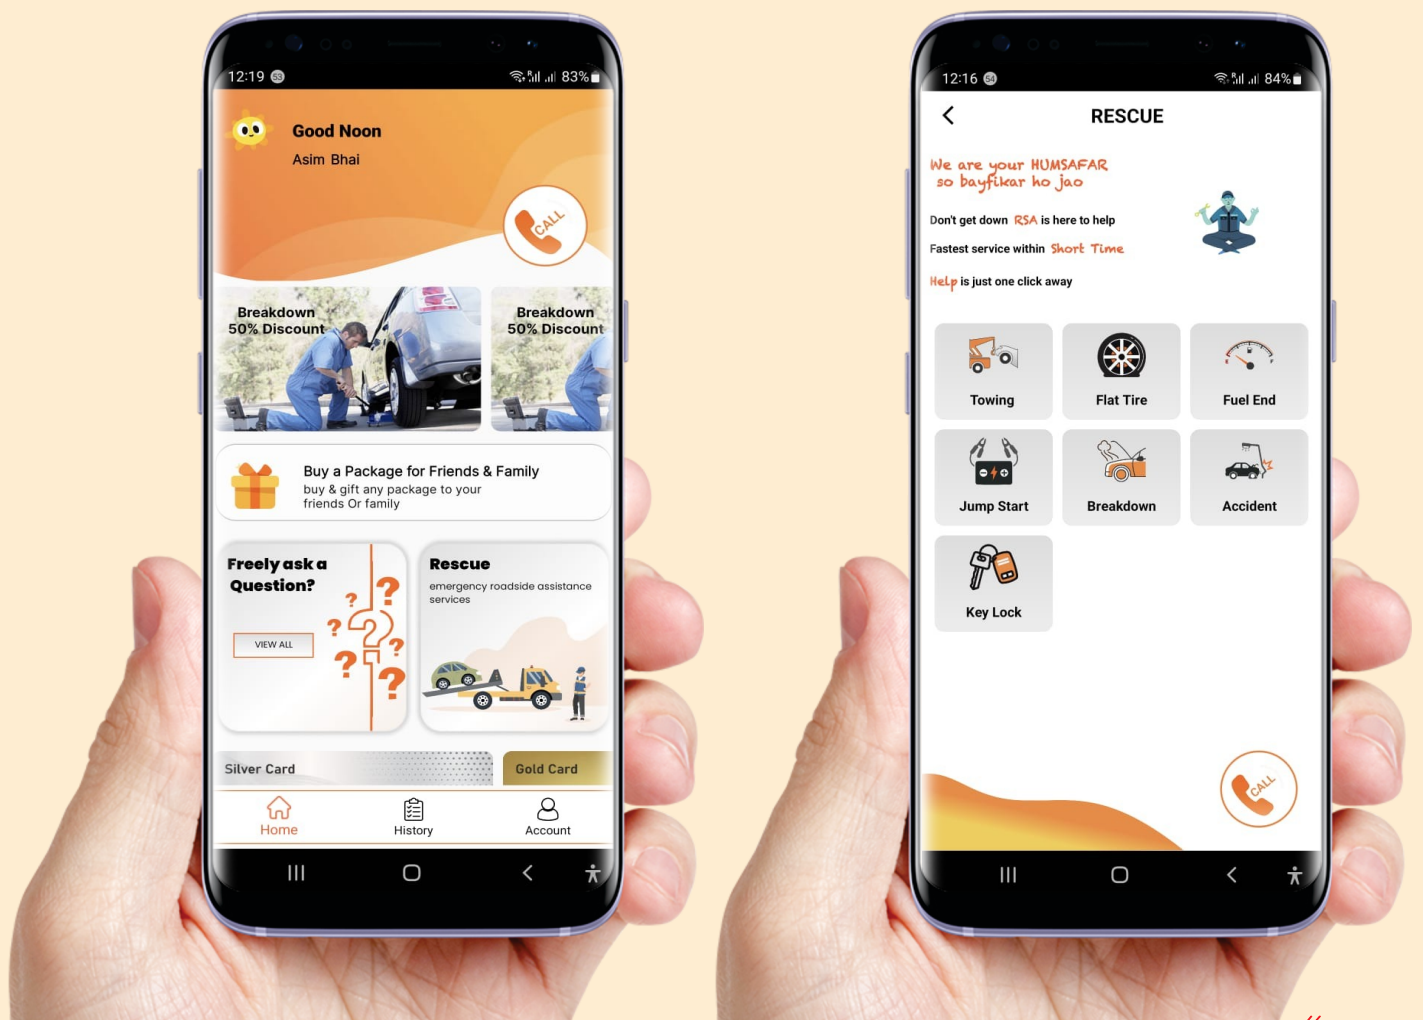 12:19 53 83%
Good Noon
Asim Bhai
CALL
Breakdown
50% Discount
Breakdown
50% Discount
Buy a Package for Friends & Family
buy & gift any package to your
friends Or family
Freely ask a
Question?
VIEW ALL
Rescue
emergency roadside assistance
services
Silver Card
Gold Card
Home
History
Account
12:16 54 84%
RESCUE
We are your HUMSAFAR
so bayfikar ho jao
Don't get down RSA is here to help
Fastest service within Short Time
Help is just one click away
Towing
Flat Tire
Fuel End
Jump Start
Breakdown
Accident
Key Lock
CALL